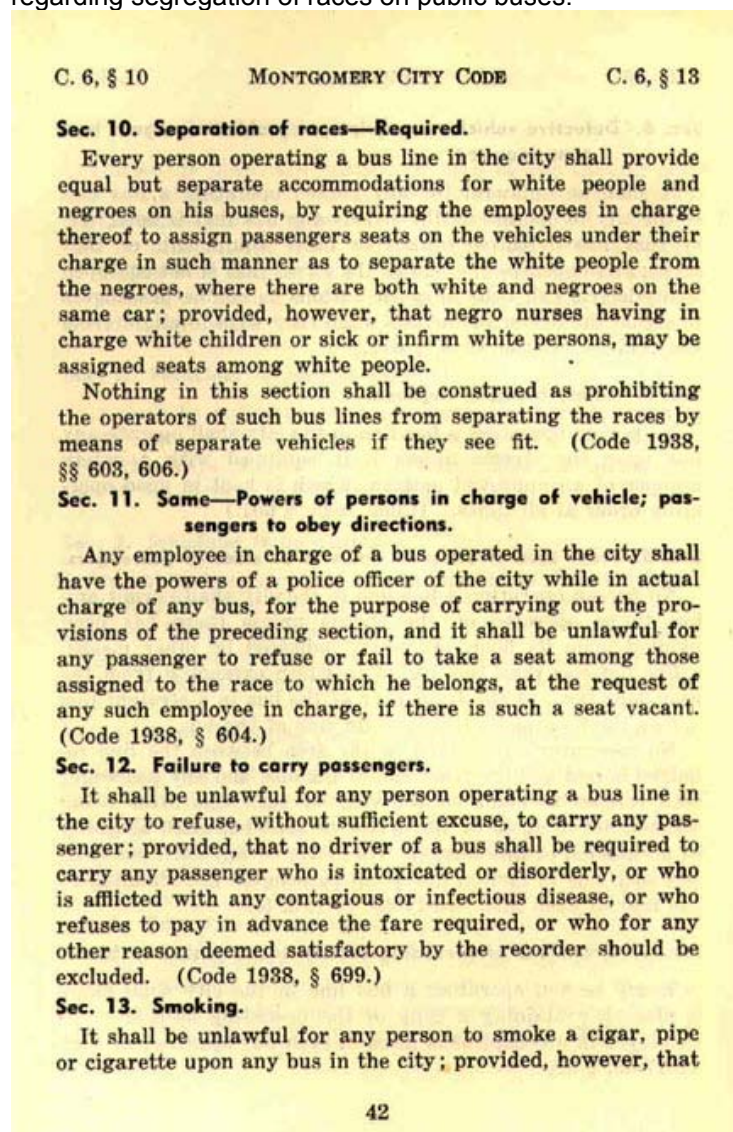 regarding segregation of races on public buses.
C. 6, § 10 MONTGOMERY CITY CODE C. 6, § 13
Sec. 10. Separation of races—Required.
Every person operating a bus line in the city shall provide
equal but separate accommodations for white people and
negroes on his buses, by requiring the employees in charge
thereof to assign passengers seats on the vehicles under their
charge in such manner as to separate the white people from
the negroes, where there are both white and negroes on the
same car; provided, however, that negro nurses having in
charge white children or sick or infirm white persons, may be
assigned seats among white people.
Nothing in this section shall be construed as prohibiting
the operators of such bus lines from separating the races by
means of separate vehicles if they see fit. (Code 1938,
§§ 603, 606.)
Sec. 11. Same—Powers of persons in charge of vehicle; pas-
sengers to obey directions.
Any employee in charge of a bus operated in the city shall
have the powers of a police officer of the city while in actual
charge of any bus, for the purpose of carrying out the pro-
visions of the preceding section, and it shall be unlawful for
any passenger to refuse or fail to take a seat among those
assigned to the race to which he belongs, at the request of
any such employee in charge, if there is such a seat vacant.
(Code 1938, § 604.)
Sec. 12. Failure to carry passengers.
It shall be unlawful for any person operating a bus line in
the city to refuse, without sufficient excuse, to carry any pas-
senger; provided, that no driver of a bus shall be required to
carry any passenger who is intoxicated or disorderly, or who
is afflicted with any contagious or infectious disease, or who
refuses to pay in advance the fare required, or who for any
other reason deemed satisfactory by the recorder should be
excluded. (Code 1938, § 699.)
Sec. 13. Smoking.
It shall be unlawful for any person to smoke a cigar, pipe
or cigarette upon any bus in the city; provided, however, that
42